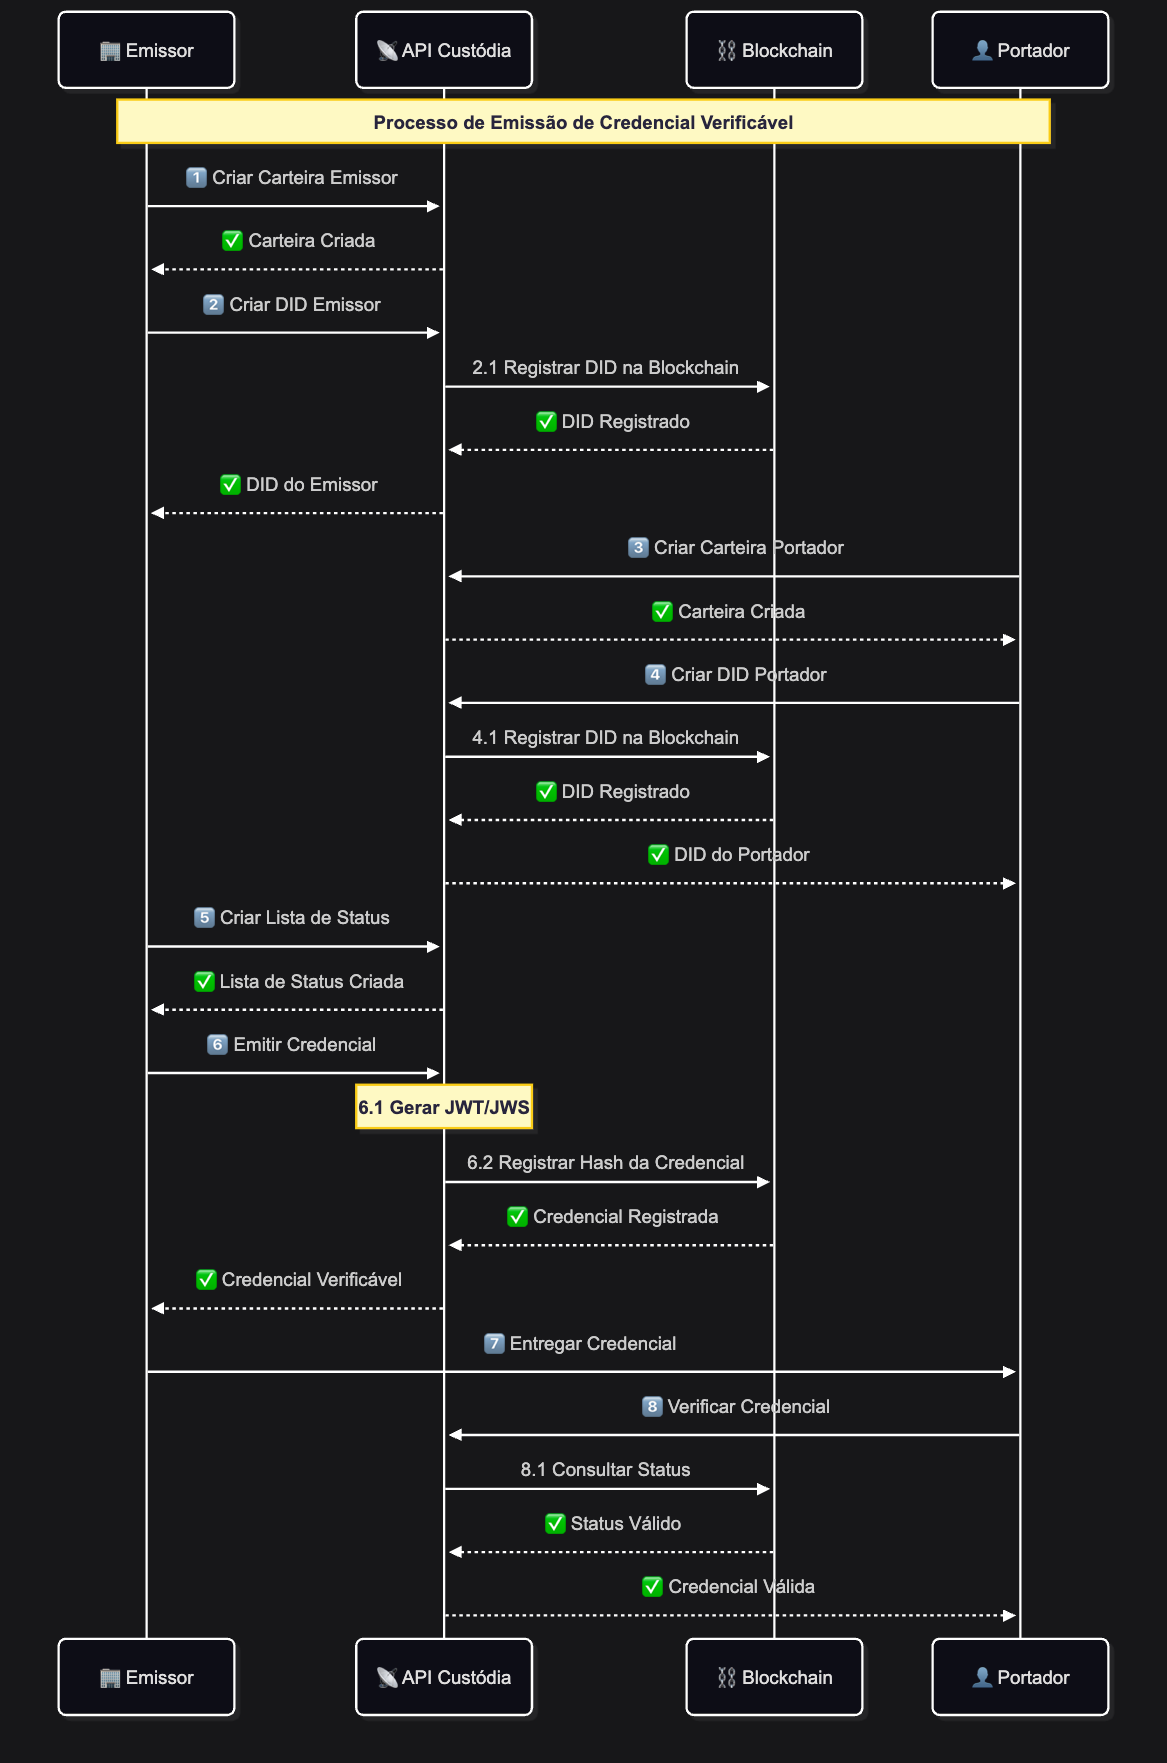 🏢 Emissor
📡 API Custódia
⛓️ Blockchain
👤 Portador
Processo de Emissão de Credencial Verificável
1️⃣ Criar Carteira Emissor
✅ Carteira Criada
2️⃣ Criar DID Emissor
2.1 Registrar DID na Blockchain
✅ DID Registrado
✅ DID do Emissor
3️⃣ Criar Carteira Portador
✅ Carteira Criada
4️⃣ Criar DID Portador
4.1 Registrar DID na Blockchain
✅ DID Registrado
✅ DID do Portador
5️⃣ Criar Lista de Status
✅ Lista de Status Criada
6️⃣ Emitir Credencial
6.1 Gerar JWT/JWS
6.2 Registrar Hash da Credencial
✅ Credencial Registrada
✅ Credencial Verificável
7️⃣ Entregar Credencial
8️⃣ Verificar Credencial
8.1 Consultar Status
✅ Status Válido
✅ Credencial Válida
🏢 Emissor
📡 API Custódia
⛓️ Blockchain
👤 Portador